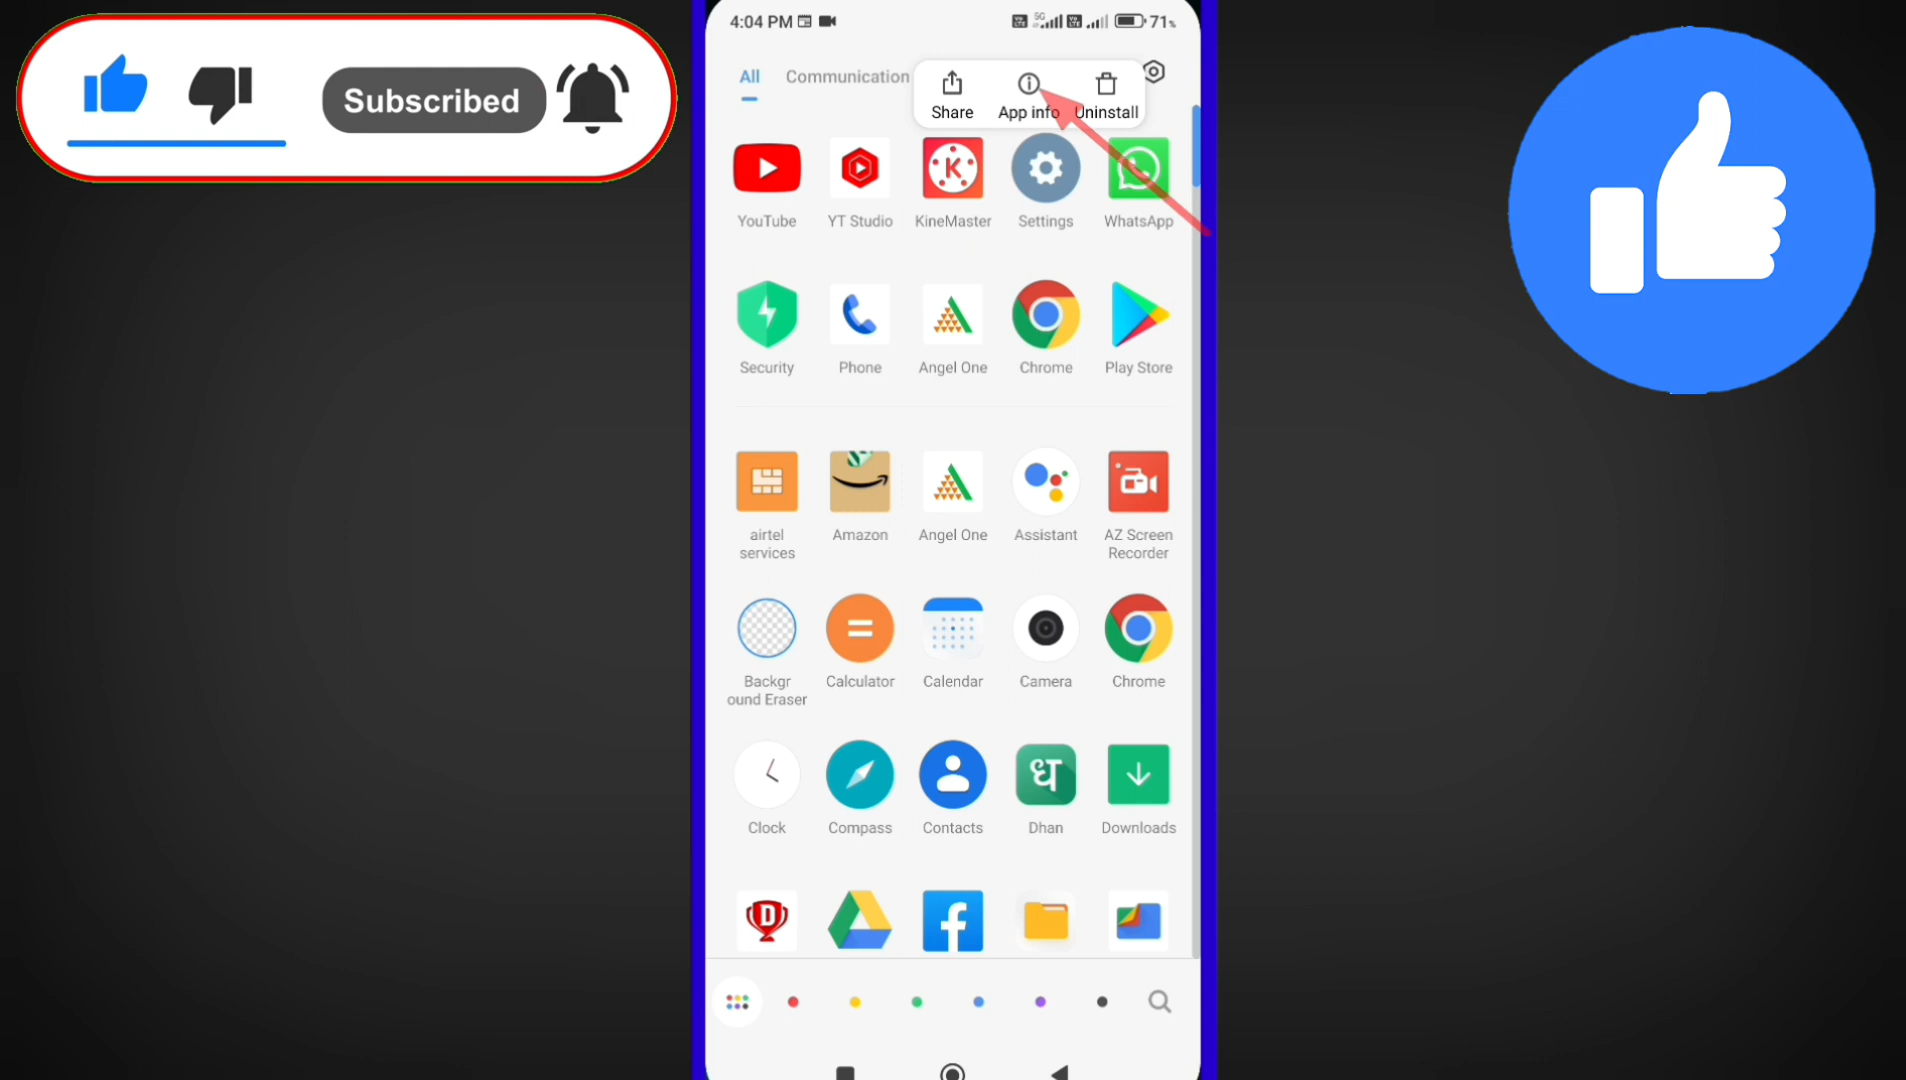 Subscribed
4:04 PM
5G
71%
All Communication
Share App info Uninstall
YouTube YT Studio KineMaster Settings WhatsApp
Security Phone Angel One Chrome Play Store
airtel services Amazon Angel One Assistant AZ Screen Recorder
Backgr
ound Eraser Calculator Calendar Camera Chrome
ध
Clock Compass Contacts Dhan Downloads
D